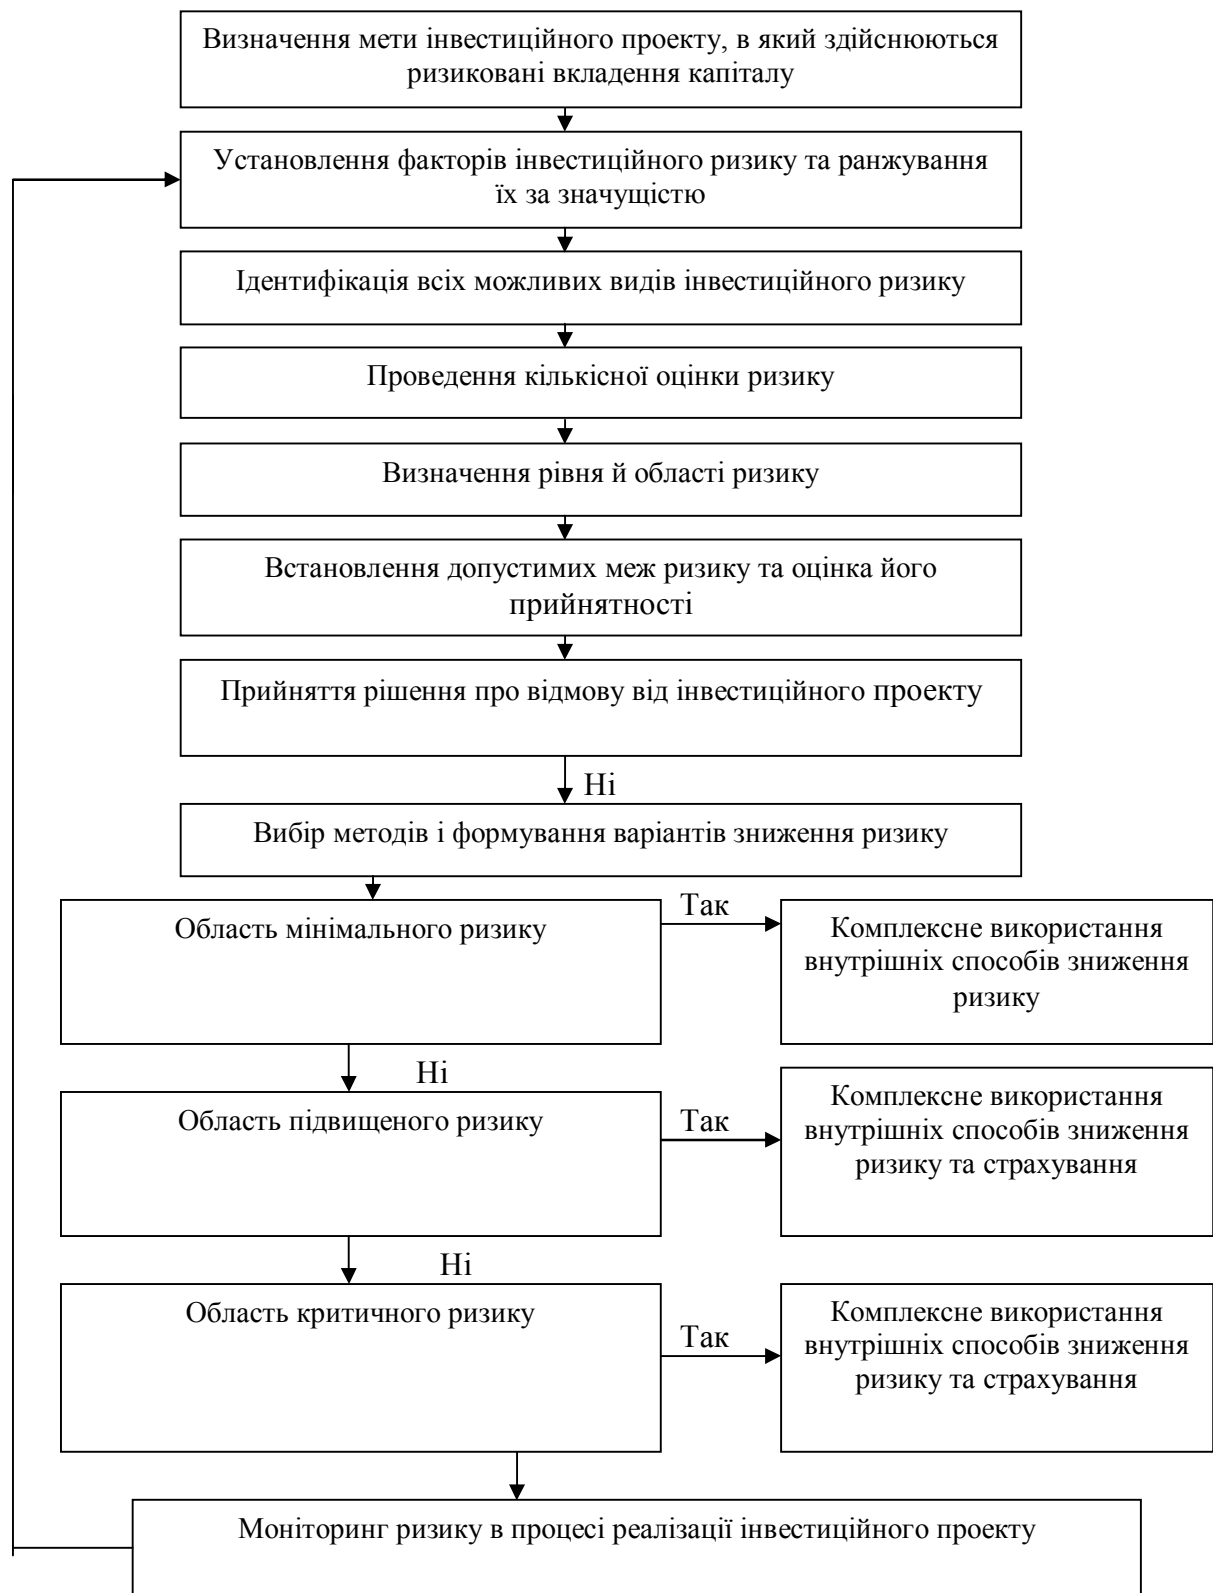 Визначення мети інвестиційного проекту, в який здійснюються
ризиковані вкладення капіталу
Установлення факторів інвестиційного ризику та ранжування
їх за значущістю
Ідентифікація всіх можливих видів інвестиційного ризику
Проведення кількісної оцінки ризику
Визначення рівня й області ризику
Встановлення допустимих меж ризику та оцінка його
прийнятності
Прийняття рішення про відмову від інвестиційного проекту
Ні
Вибір методів і формування варіантів зниження ризику
Область мінімального ризику
Так
Комплексне використання
внутрішніх способів зниження
ризику
Ні
Область підвищеного ризику
Так
Комплексне використання
внутрішніх способів зниження
ризику та страхування
Ні
Область критичного ризику
Так
Комплексне використання
внутрішніх способів зниження
ризику та страхування
Моніторинг ризику в процесі реалізації інвестиційного проекту